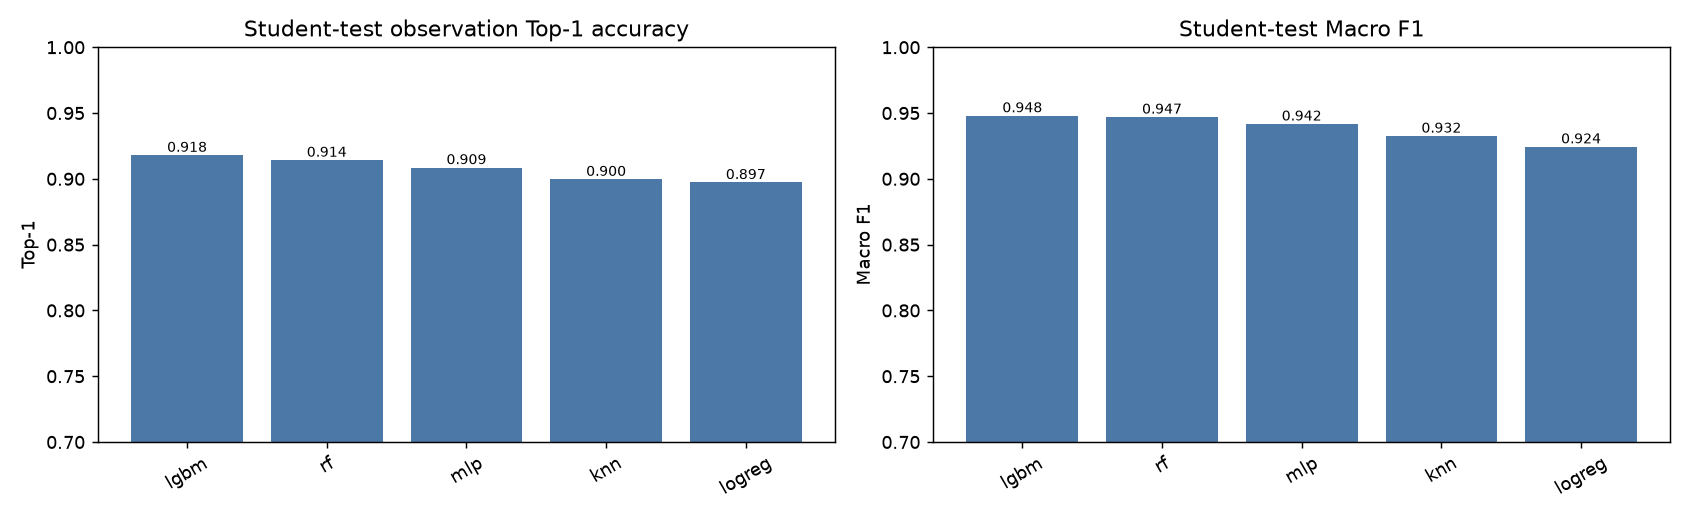 Student-test observation Top-1 accuracy
Top-1
1.00
0.95
0.90
0.85
0.80
0.75
0.70
0.918
0.914
0.909
0.900
0.897
lgbm
rf
mlp
knn
logreg
Student-test Macro F1
Macro F1
1.00
0.95
0.90
0.85
0.80
0.75
0.70
0.948
0.947
0.942
0.932
0.924
lgbm
rf
mlp
knn
logreg